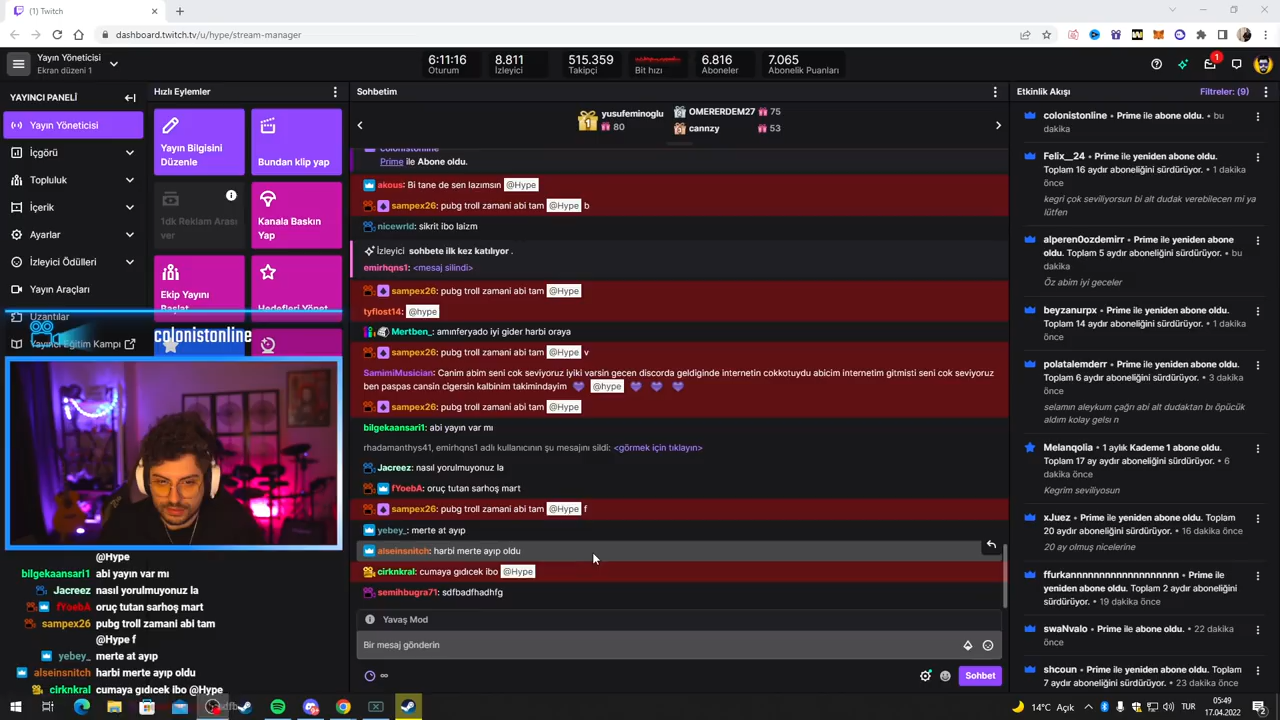 (1) Twitch
dashboard.twitch.tv/u/hype/stream-manager
Yayın Yöneticisi
Ekran düzeni 1
6:11:16
Oturum
8.811
İzleyici
515.359
Takipçi
Bit hızı
6.816
Aboneler
7.065
Abonelik Puanları
1
YAYINCI PANELİ
Yayın Yöneticisi
İçgörü
Topluluk
İçerik
Ayarlar
İzleyici Ödülleri
Yayın Araçları
Uzantılar
Yayıncı Eğitim Kampı
Hızlı Eylemler
Yayın Bilgisini
Düzenle
Bundan klip yap
1dk Reklam Arası
ver
Kanala Baskın
Yap
Ekip Yayını
Başlat
Hedefleri Yönet
colonistonline
@Hype
bilgekaansari1 abi yayın var mı
Jacreez nasıl yorulmuyonuz la
fYoebA oruç tutan sarhoş mart
sampex26 pubg troll zamani abi tam
@Hype f
yebey_ merte at ayıp
alseinsnitch harbi merte ayıp oldu
cirknkral cumaya gıdıcek ibo @Hype
Sohbetim
1
yusufeminoglu
80
2
OMERERDEM27 75
3
cannzy 53
colonistonline
Prime ile Abone oldu.
akous: Bi tane de sen lazımsın @Hype
sampex26: pubg troll zamani abi tam @Hype b
nicewrld: sikrit ibo laizm
İzleyici sohbete ilk kez katılıyor .
emirhqns1: <mesaj silindi>
sampex26: pubg troll zamani abi tam @Hype
tyflost14: @hype
Mertben_: amınferyado iyi gider harbi oraya
sampex26: pubg troll zamani abi tam @Hype v
SamimiMusician: Canim abim seni cok seviyoruz iyiki varsin gecen discorda geldiginde internetin cokkotuydu abicim internetim gitmisti seni cok seviyoruz
ben paspas cansin cigersin kalbinim takimindayim 💜 @hype 💜 💜 💜
sampex26: pubg troll zamani abi tam @Hype
bilgekaansari1: abi yayın var mı
rhadamanthys41, emirhqns1 adlı kullanıcının şu mesajını sildi: <görmek için tıklayın>
Jacreez: nasıl yorulmuyonuz la
fYoebA: oruç tutan sarhoş mart
sampex26: pubg troll zamani abi tam @Hype f
yebey_: merte at ayıp
alseinsnitch: harbi merte ayıp oldu
cirknkral: cumaya gıdıcek ibo @Hype
semihbugra71: sdfbadfhadhfg
Yavaş Mod
Bir mesaj gönderin
∞
Sohbet
Etkinlik Akışı
Filtreler: (9)
colonistonline • Prime ile abone oldu. • bu
dakika
Felix__24 • Prime ile yeniden abone oldu.
Toplam 16 aydır aboneliğini sürdürüyor. • 1 dakika
önce
kegri çok seviliyorsun bi alt dudak verebilecen mi ya
lütfen
alperen0ozdemirr • Prime ile yeniden abone
oldu. Toplam 5 aydır aboneliğini sürdürüyor. • bu
dakika
Öz abim iyi geceler
beyzanurpx • Prime ile yeniden abone oldu.
Toplam 14 aydır aboneliğini sürdürüyor. • 1 dakika
önce
polatalemderr • Prime ile yeniden abone oldu.
Toplam 6 aydır aboneliğini sürdürüyor. • 3 dakika
önce
selamın aleykum çağrı abi alt dudaktan bı öpücük
aldım kolay gelsı n
Melanqolia • 1 aylık Kademe 1 abone oldu.
Toplam 17 ay aydır aboneliğini sürdürüyor. • 6
dakika önce
Kegrim seviliyosun
xJuez • Prime ile yeniden abone oldu. Toplam
20 aydır aboneliğini sürdürüyor. • 16 dakika önce
20 ay olmuş nicelerine
ffurkannnnnnnnnnnnnnnnnn • Prime ile
yeniden abone oldu. Toplam 2 aydır aboneliğini
sürdürüyor. • 19 dakika önce
swaNvalo • Prime ile abone oldu. • 22 dakika
önce
shcoun • Prime ile yeniden abone oldu. Toplam
7 aydır aboneliğini sürdürüyor. • 23 dakika önce
14°C Açık
TUR
05:49
17.04.2022
2